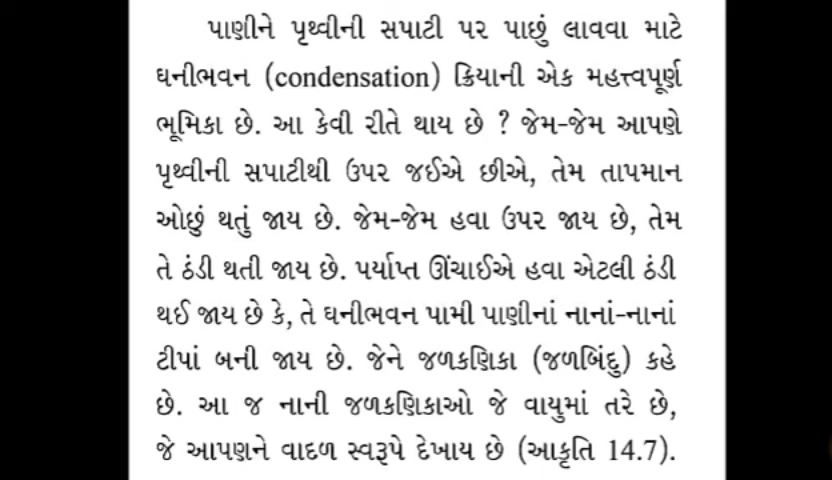 પાણીને પૃથ્વીની સપાટી પર પાછું લાવવા માટે
ઘનીભવન (condensation) ક્રિયાની એક મહત્ત્વપૂર્ણ
ભૂમિકા છે. આ કેવી રીતે થાય છે ? જેમ-જેમ આપણે
પૃથ્વીની સપાટીથી ઉપર જઈએ છીએ, તેમ તાપમાન
ઓછું થતું જાય છે. જેમ-જેમ હવા ઉપર જાય છે, તેમ
તે ઠંડી થતી જાય છે. પર્યાપ્ત ઊંચાઈએ હવા એટલી ઠંડી
થઈ જાય છે કે, તે ઘનીભવન પામી પાણીનાં નાનાં-નાનાં
ટીપાં બની જાય છે. જેને જળકણિકા (જળબિંદુ) કહે
છે. આ જ નાની જળકણિકાઓ જે વાયુમાં તરે છે,
જે આપણને વાદળ સ્વરૂપે દેખાય છે (આકૃતિ 14.7).